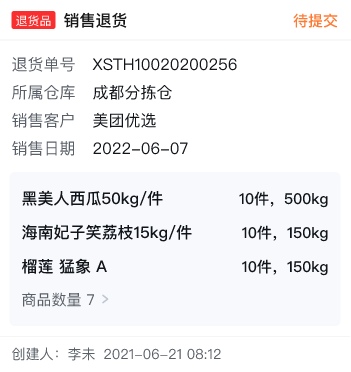 退货品 销售退货 待提交
退货单号 XSTH10020200256
所属仓库 成都分拣仓
销售客户 美团优选
销售日期 2022-06-07
黑美人西瓜50kg/件 10件，500kg
海南妃子笑荔枝15kg/件 10件，150kg
榴莲 猛象 A 10件，150kg
商品数量 7 >
创建人：李未 2021-06-21 08:12